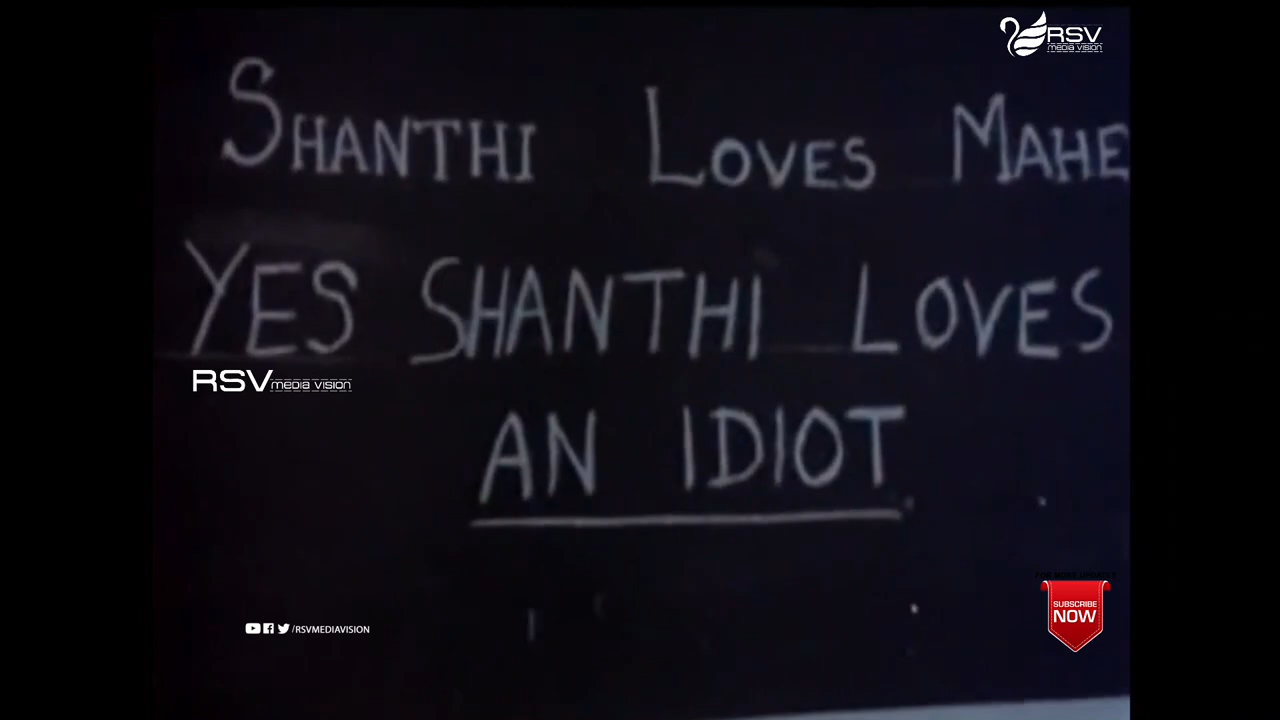 RSV
media vision
SHANTHI LOVES MAHE
YES SHANTHI LOVES
RSV media vision
AN IDIOT
/RSVMEDIAVISION
SUBSCRIBE
NOW